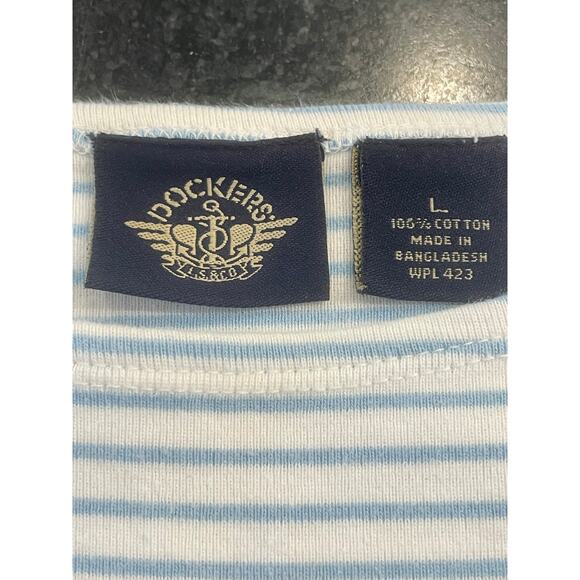 DOCKERS®
L.S.&CO.
L
100% COTTON
MADE IN
BANGLADESH
WPL 423